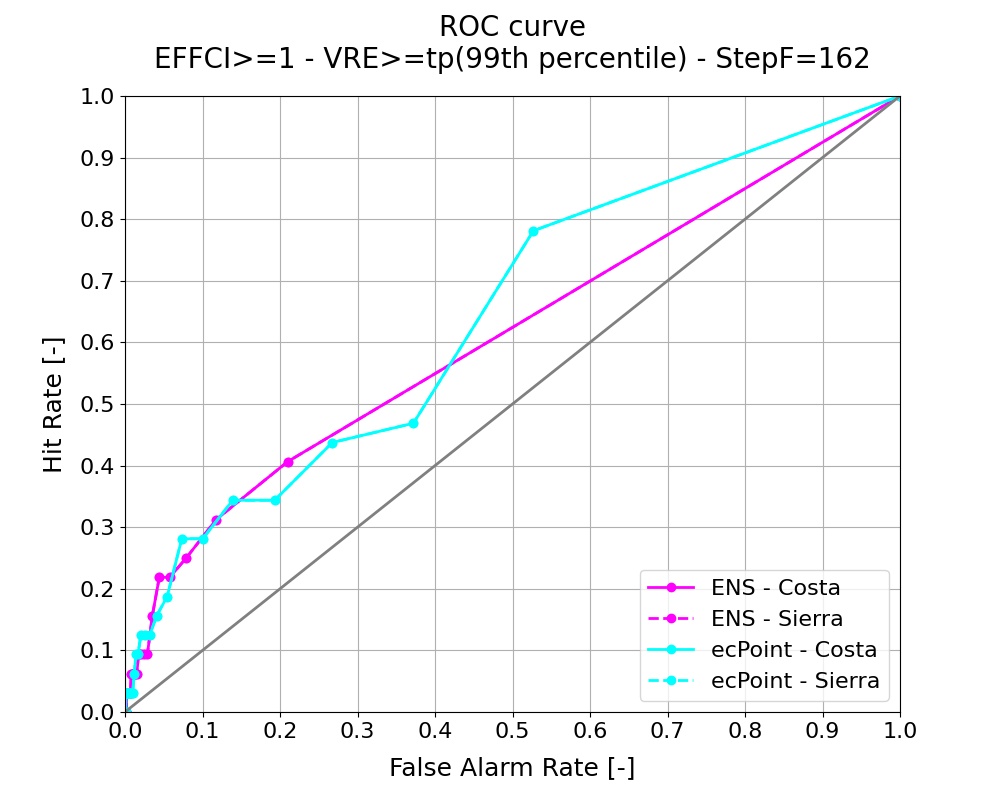 ROC curve
EFFCI>=1 - VRE>=tp(99th percentile) - StepF=162
1.0
0.9
0.8
0.7
0.6
0.5
0.4
0.3
0.2
0.1
0.0
Hit Rate [-]
ENS - Costa
ENS - Sierra
ecPoint - Costa
ecPoint - Sierra
0.0 0.1 0.2 0.3 0.4 0.5 0.6 0.7 0.8 0.9 1.0
False Alarm Rate [-]